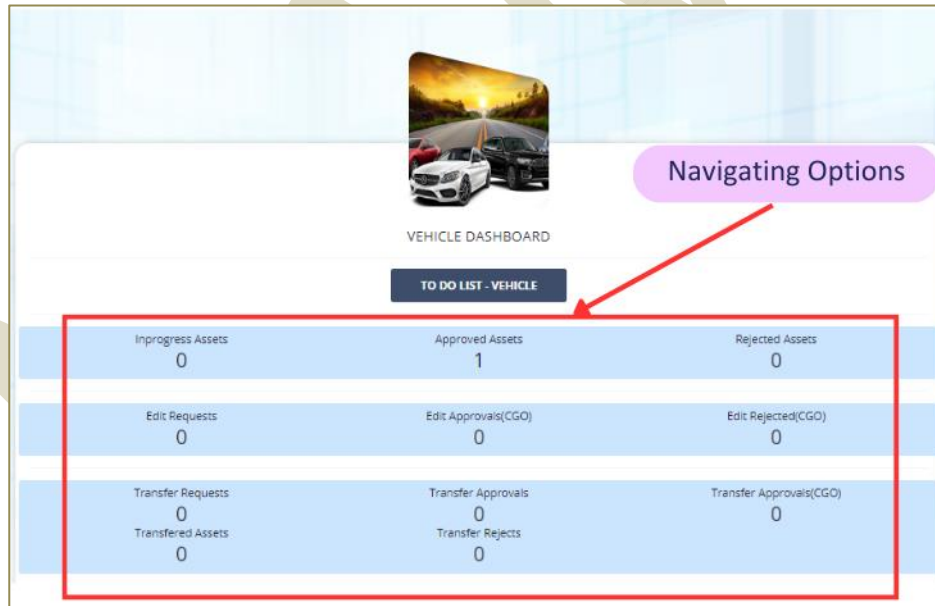 Navigating Options
VEHICLE DASHBOARD
TO DO LIST - VEHICLE
Inprogress Assets Approved Assets Rejected Assets
0 1 0
Edit Requests Edit Approvals(CGO) Edit Rejected(CGO)
0 0 0
Transfer Requests Transfer Approvals Transfer Approvals(CGO)
0 0 0
Transfered Assets Transfer Rejects
0 0